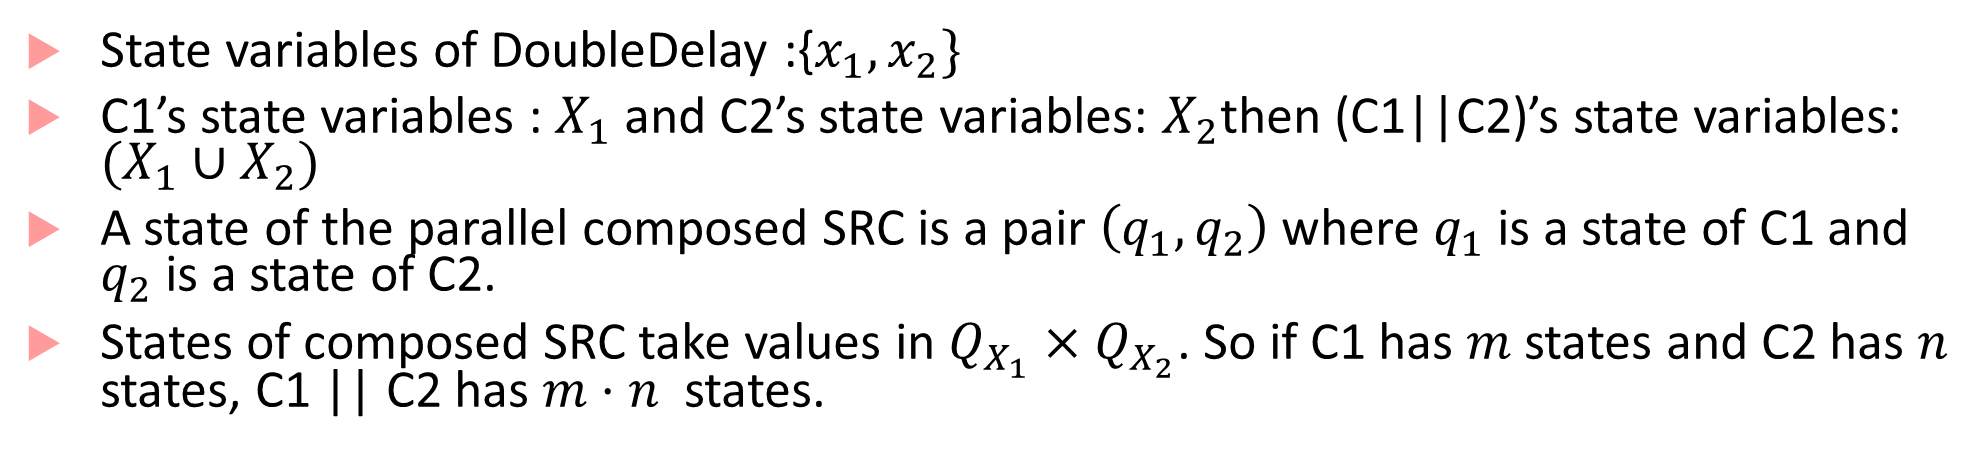 State variables of DoubleDelay :{x₁, x₂}
C1’s state variables : X₁ and C2’s state variables: X₂then (C1||C2)’s state variables:
(X₁ ∪ X₂)
A state of the parallel composed SRC is a pair (q₁, q₂) where q₁ is a state of C1 and
q₂ is a state of C2.
States of composed SRC take values in Q_{X₁} × Q_{X₂}. So if C1 has m states and C2 has n
states, C1 || C2 has m · n states.